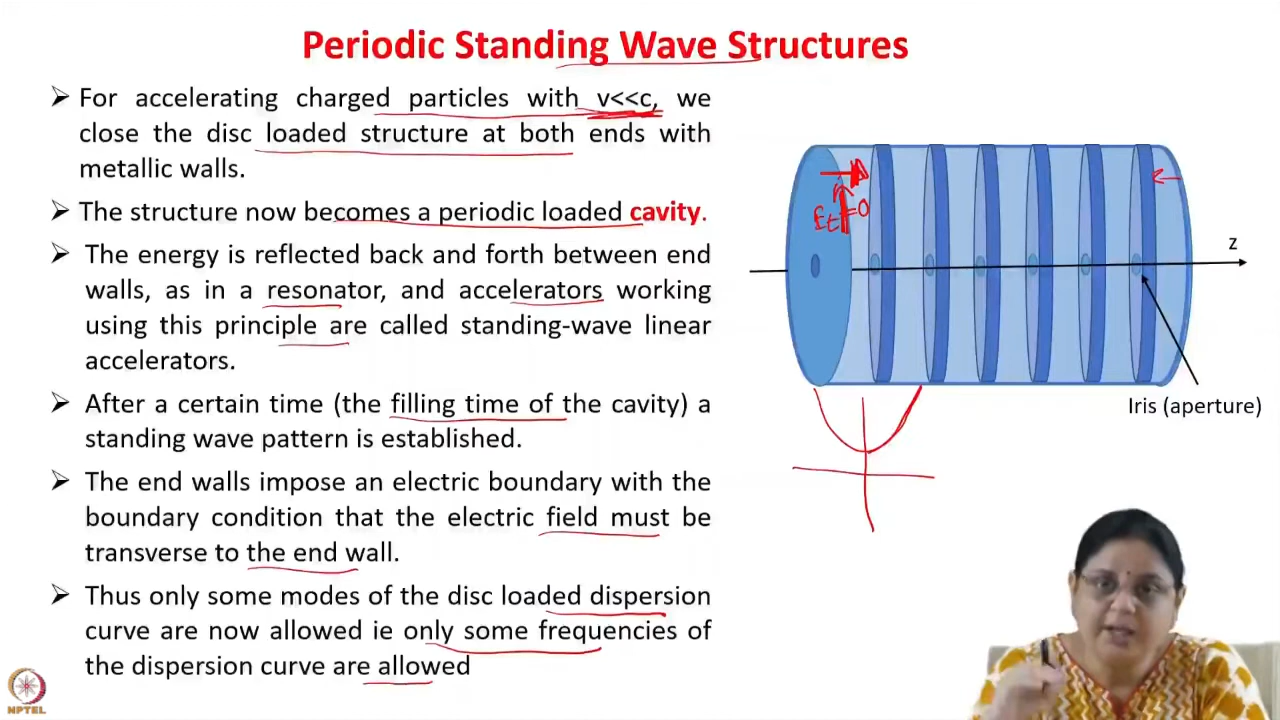 Periodic Standing Wave Structures
➢ For accelerating charged particles with v<<c, we
close the disc loaded structure at both ends with
metallic walls.
➢ The structure now becomes a periodic loaded cavity.
➢ The energy is reflected back and forth between end
walls, as in a resonator, and accelerators working
using this principle are called standing-wave linear
accelerators.
➢ After a certain time (the filling time of the cavity) a
standing wave pattern is established.
➢ The end walls impose an electric boundary with the
boundary condition that the electric field must be
transverse to the end wall.
➢ Thus only some modes of the disc loaded dispersion
curve are now allowed ie only some frequencies of
the dispersion curve are allowed
Et=0
z
Iris (aperture)
NPTEL